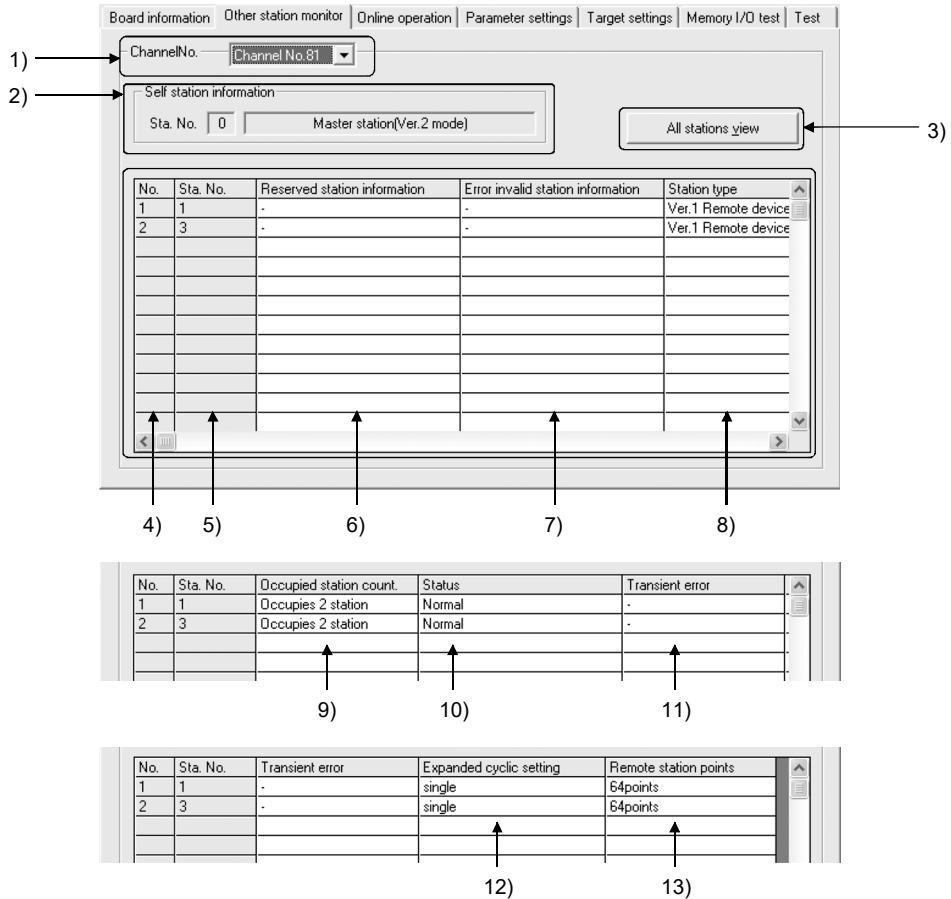 Board information Other station monitor Online operation Parameter settings Target settings Memory I/O test Test
1) ChannelNo. Channel No.81
2) Self station information
Sta. No. 0 Master station(Ver.2 mode) All stations view 3)
No. Sta. No. Reserved station information Error invalid station information Station type
1 1 - - Ver.1 Remote device
2 3 - - Ver.1 Remote device
4) 5) 6) 7) 8)
No. Sta. No. Occupied station count. Status Transient error
1 1 Occupies 2 station Normal -
2 3 Occupies 2 station Normal -
9) 10) 11)
No. Sta. No. Transient error Expanded cyclic setting Remote station points
1 1 - single 64points
2 3 - single 64points
12) 13)